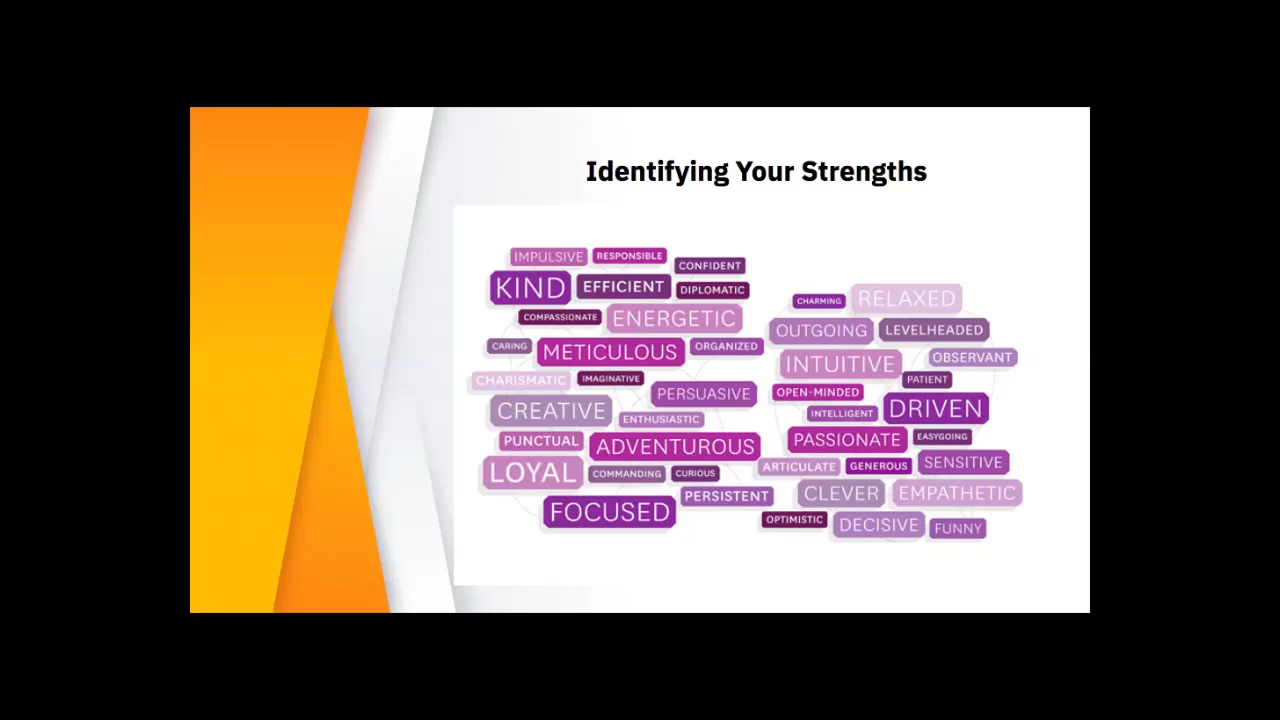 Identifying Your Strengths
IMPULSIVE RESPONSIBLE
CONFIDENT
KIND EFFICIENT DIPLOMATIC
COMPASSIONATE ENERGETIC
CARING METICULOUS ORGANIZED
CHARISMATIC IMAGINATIVE PERSUASIVE
CREATIVE ENTHUSIASTIC
PUNCTUAL ADVENTUROUS
LOYAL COMMANDING CURIOUS
FOCUSED PERSISTENT
CHARMING RELAXED
OUTGOING LEVELHEADED
INTUITIVE OBSERVANT
PATIENT
OPEN-MINDED
INTELLIGENT DRIVEN
PASSIONATE EASYGOING
ARTICULATE GENEROUS SENSITIVE
CLEVER EMPATHETIC
OPTIMISTIC DECISIVE FUNNY